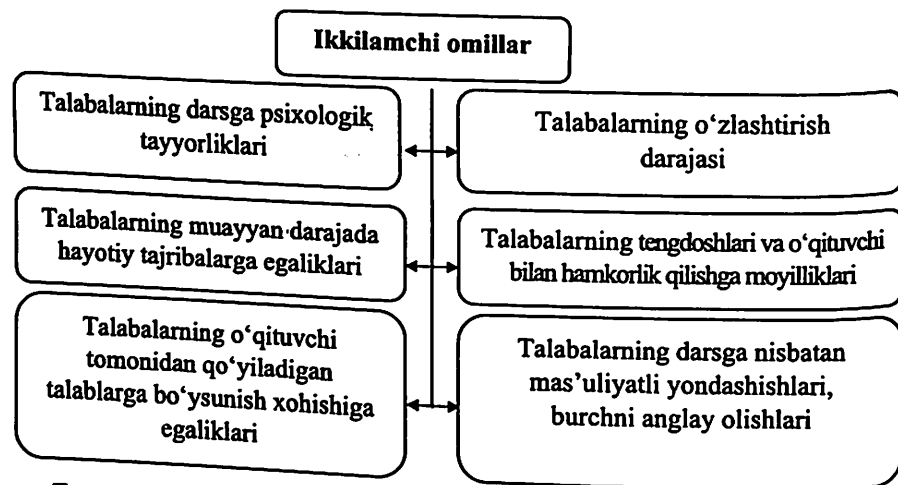 Ikkilamchi omillar
Talabalarning darsga psixologik
tayyorliklari
Talabalarning o‘zlashtirish
darajasi
Talabalarning muayyan darajada
hayotiy tajribalarga egaliklari
Talabalarning tengdoshlari va o‘qituvchi
bilan hamkorlik qilishga moyilliklari
Talabalarning o‘qituvchi
tomonidan qo‘yiladigan
talablarga bo‘ysunish xohishiga
egaliklari
Talabalarning darsga nisbatan
mas’uliyatli yondashishlari,
burchni anglay olishlari